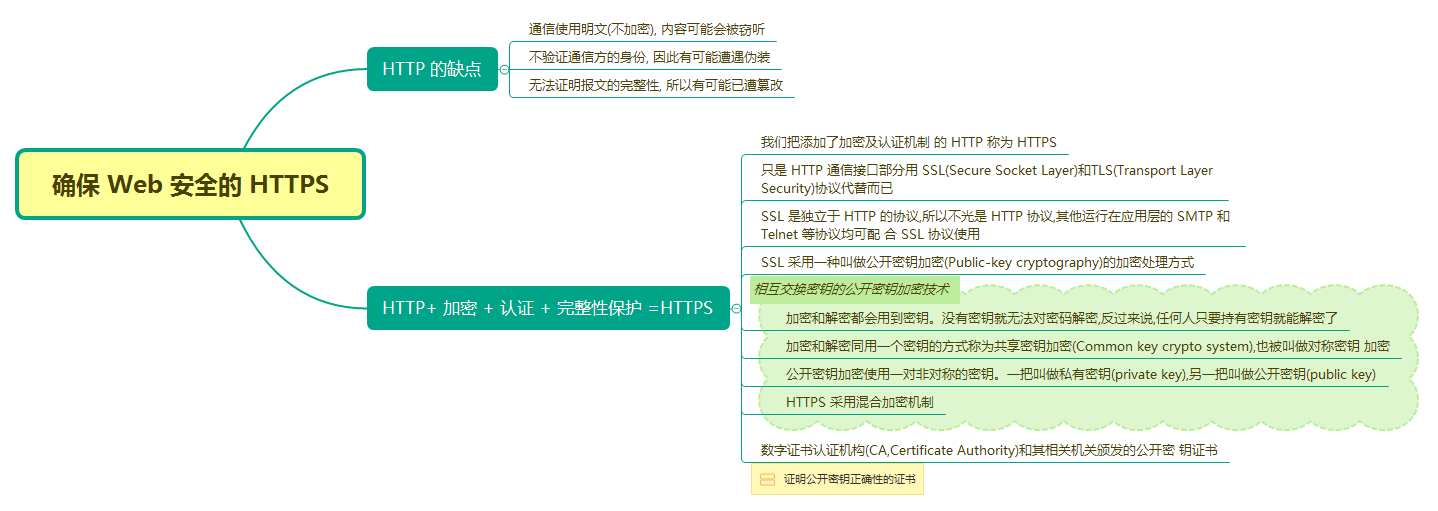 确保 Web 安全的 HTTPS
HTTP 的缺点
通信使用明文(不加密), 内容可能会被窃听
不验证通信方的身份, 因此有可能遭遇伪装
无法证明报文的完整性, 所以有可能已遭篡改
HTTP+ 加密 + 认证 + 完整性保护 =HTTPS
我们把添加了加密及认证机制 的 HTTP 称为 HTTPS
只是 HTTP 通信接口部分用 SSL(Secure Socket Layer)和TLS(Transport Layer
Security)协议代替而已
SSL 是独立于 HTTP 的协议,所以不光是 HTTP 协议,其他运行在应用层的 SMTP 和
Telnet 等协议均可配 合 SSL 协议使用
SSL 采用一种叫做公开密钥加密(Public-key cryptography)的加密处理方式
相互交换密钥的公开密钥加密技术
加密和解密都会用到密钥。没有密钥就无法对密码解密,反过来说,任何人只要持有密钥就能解密了
加密和解密同用一个密钥的方式称为共享密钥加密(Common key crypto system),也被叫做对称密钥 加密
公开密钥加密使用一对非对称的密钥。一把叫做私有密钥(private key),另一把叫做公开密钥(public key)
HTTPS 采用混合加密机制
数字证书认证机构(CA,Certificate Authority)和其相关机关颁发的公开密 钥证书
证明公开密钥正确性的证书